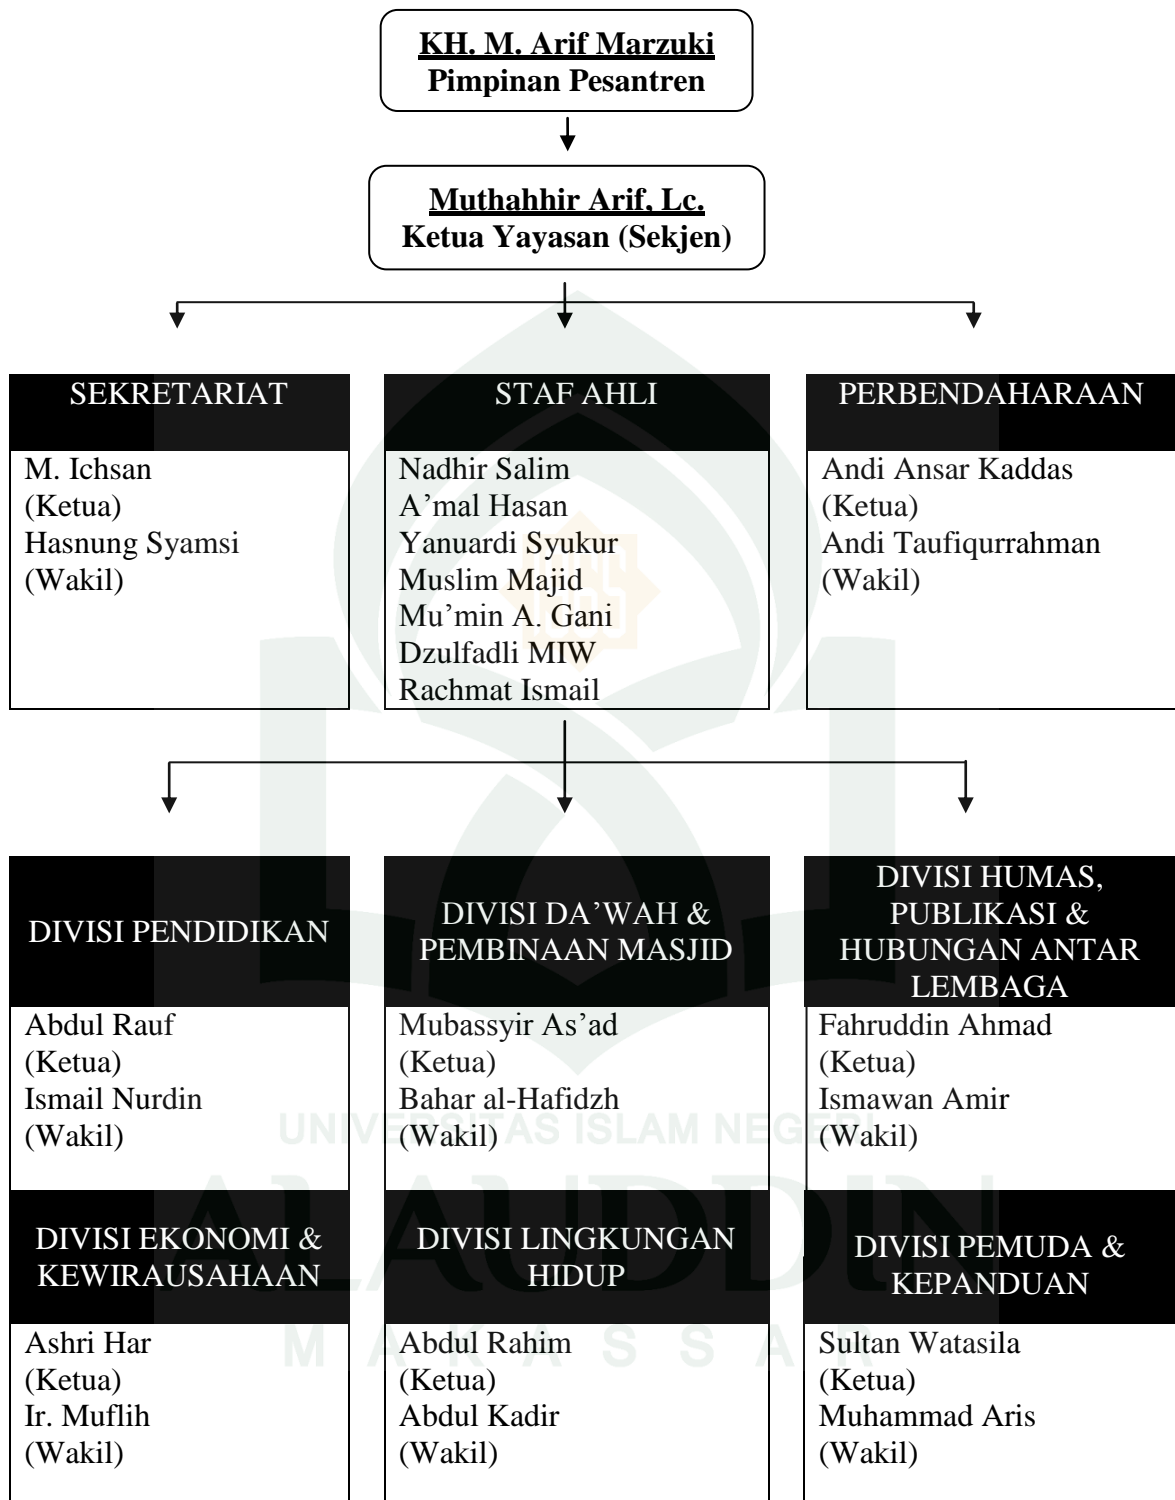 KH. M. Arif Marzuki
Pimpinan Pesantren
Muthahhir Arif, Lc.
Ketua Yayasan (Sekjen)
SEKRETARIAT
M. Ichsan
(Ketua)
Hasnung Syamsi
(Wakil)
STAF AHLI
Nadhir Salim
A’mal Hasan
Yanuardi Syukur
Muslim Majid
Mu’min A. Gani
Dzulfadli MIW
Rachmat Ismail
PERBENDAHARAAN
Andi Ansar Kaddas
(Ketua)
Andi Taufiqurrahman
(Wakil)
DIVISI PENDIDIKAN
Abdul Rauf
(Ketua)
Ismail Nurdin
(Wakil)
DIVISI DA’WAH &
PEMBINAAN MASJID
Mubassyir As’ad
(Ketua)
Bahar al-Hafidzh
(Wakil)
DIVISI HUMAS,
PUBLIKASI &
HUBUNGAN ANTAR
LEMBAGA
Fahruddin Ahmad
(Ketua)
Ismawan Amir
(Wakil)
DIVISI EKONOMI &
KEWIRAUSAHAAN
Ashri Har
(Ketua)
Ir. Muflih
(Wakil)
DIVISI LINGKUNGAN
HIDUP
Abdul Rahim
(Ketua)
Abdul Kadir
(Wakil)
DIVISI PEMUDA &
KEPANDUAN
Sultan Watasila
(Ketua)
Muhammad Aris
(Wakil)
UNIVERSITAS ISLAM NEGERI
ALAUDDIN
MAKASSAR